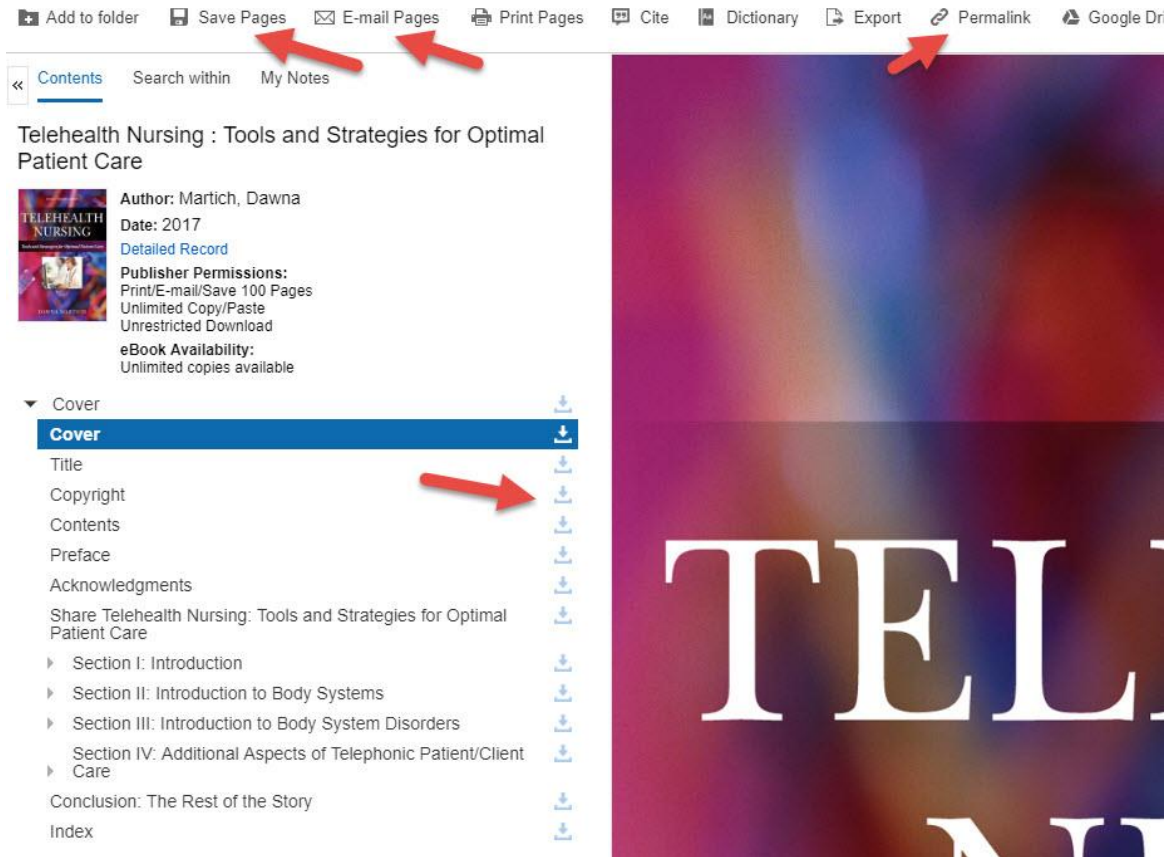 Add to folder Save Pages E-mail Pages Print Pages Cite Dictionary Export Permalink Google Dri
« Contents Search within My Notes
Telehealth Nursing : Tools and Strategies for Optimal
Patient Care
TELEHEALTH
NURSING
Author: Martich, Dawna
Date: 2017
Detailed Record
Publisher Permissions:
Print/E-mail/Save 100 Pages
Unlimited Copy/Paste
Unrestricted Download
eBook Availability:
Unlimited copies available
Cover
Cover
Title
Copyright
Contents
Preface
Acknowledgments
Share Telehealth Nursing: Tools and Strategies for Optimal
Patient Care
Section I: Introduction
Section II: Introduction to Body Systems
Section III: Introduction to Body System Disorders
Section IV: Additional Aspects of Telephonic Patient/Client
Care
Conclusion: The Rest of the Story
Index
TEL
NU